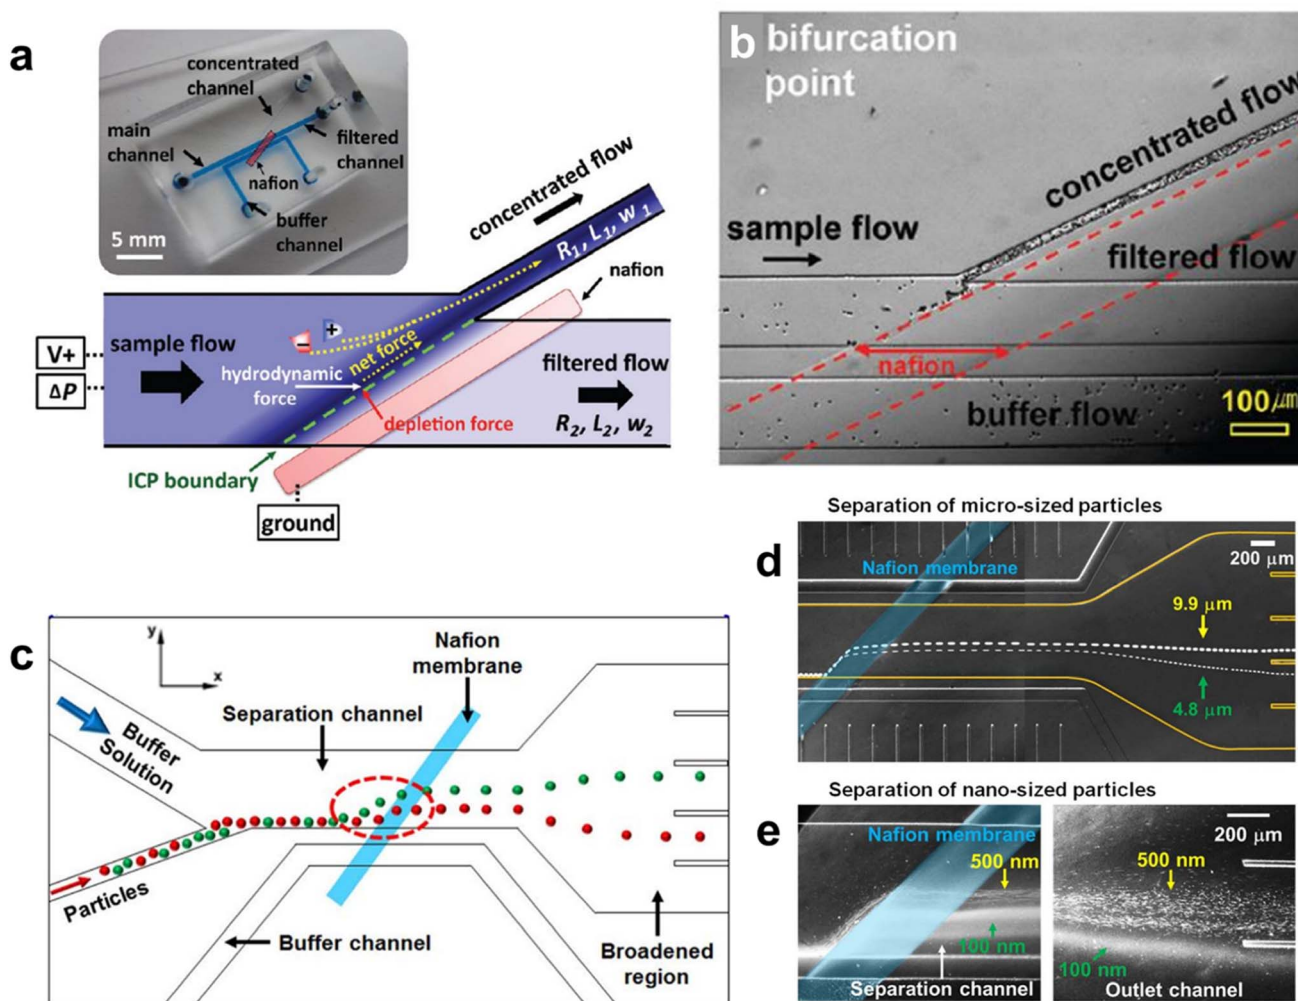 a
concentrated
channel
main
channel
filtered
channel
nafion
buffer
channel
5 mm
concentrated flow
R1, L1, w1
nafion
V+
ΔP
sample flow
+
−
net force
hydrodynamic
force
filtered flow
depletion force
R2, L2, w2
ICP boundary
ground
b
bifurcation
point
concentrated flow
sample flow
filtered flow
nafion
buffer flow
100 μm
c
y
x
Nafion
membrane
Separation channel
Buffer
Solution
Particles
Buffer channel
Broadened
region
Separation of micro-sized particles
d
Nafion membrane
200 μm
9.9 μm
4.8 μm
Separation of nano-sized particles
e
Nafion membrane
500 nm
100 nm
Separation channel
200 μm
500 nm
100 nm
Outlet channel